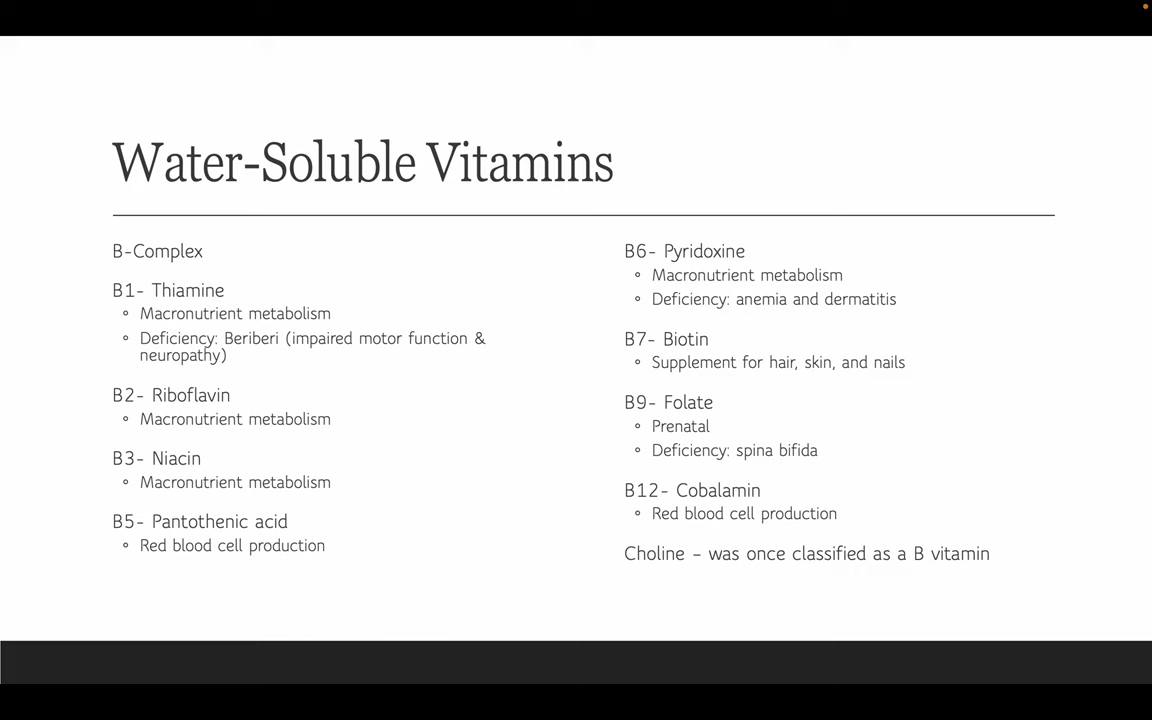 Water-Soluble Vitamins
B-Complex
B1- Thiamine
◦ Macronutrient metabolism
◦ Deficiency: Beriberi (impaired motor function &
neuropathy)
B2- Riboflavin
◦ Macronutrient metabolism
B3- Niacin
◦ Macronutrient metabolism
B5- Pantothenic acid
◦ Red blood cell production
B6- Pyridoxine
◦ Macronutrient metabolism
◦ Deficiency: anemia and dermatitis
B7- Biotin
◦ Supplement for hair, skin, and nails
B9- Folate
◦ Prenatal
◦ Deficiency: spina bifida
B12- Cobalamin
◦ Red blood cell production
Choline – was once classified as a B vitamin